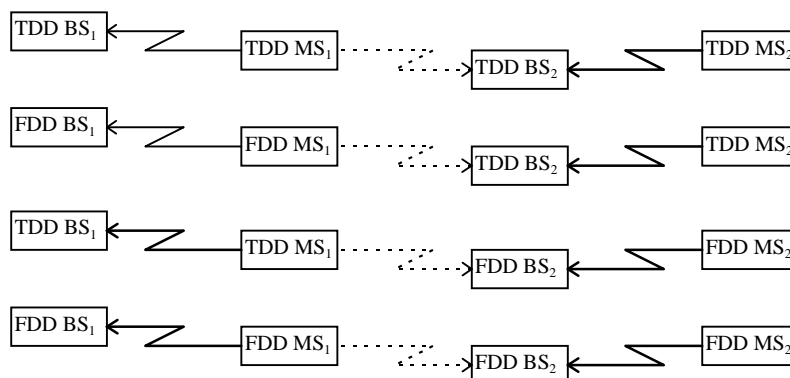 TDD BS₁ TDD MS₁ TDD BS₂ TDD MS₂
FDD BS₁ FDD MS₁ TDD BS₂ TDD MS₂
TDD BS₁ TDD MS₁ FDD BS₂ FDD MS₂
FDD BS₁ FDD MS₁ FDD BS₂ FDD MS₂